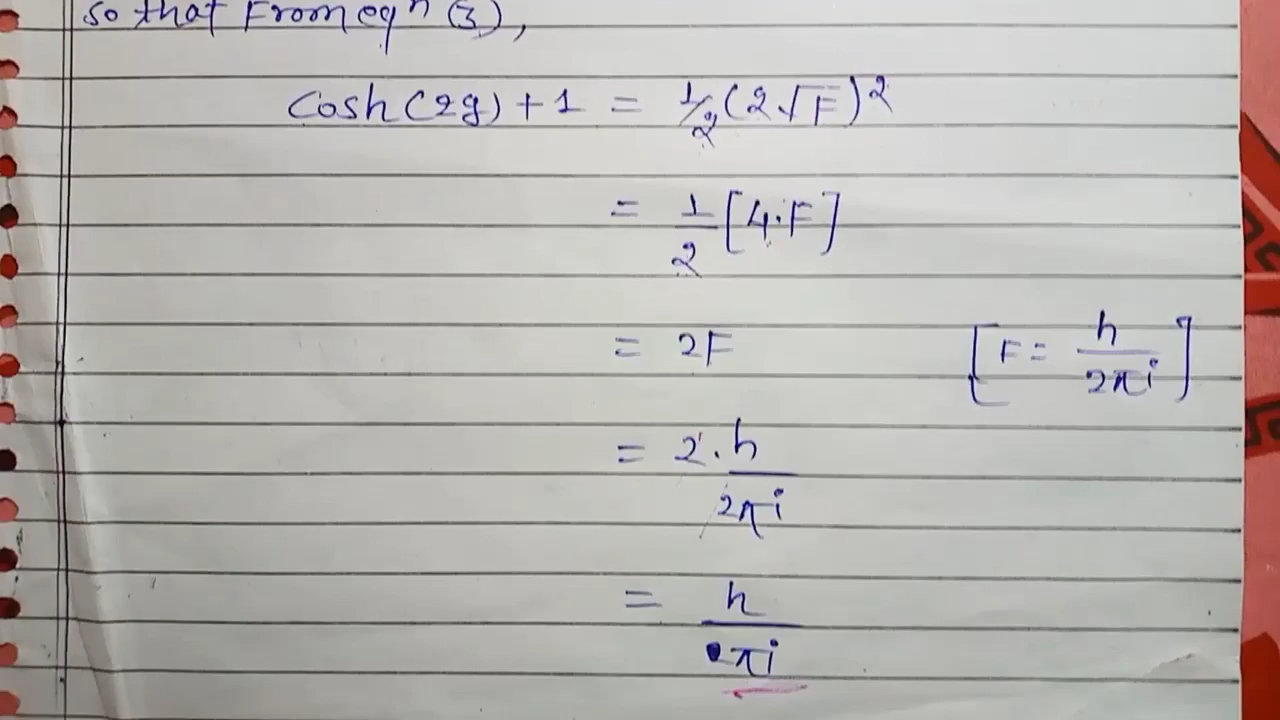 so that From eqⁿ (3),
Cosh(2g) + 1 = 1/2 (2√F)²
= 1/2 [4.F]
= 2F [F = h/2πi]
= 2.h/2πi
= h/πi